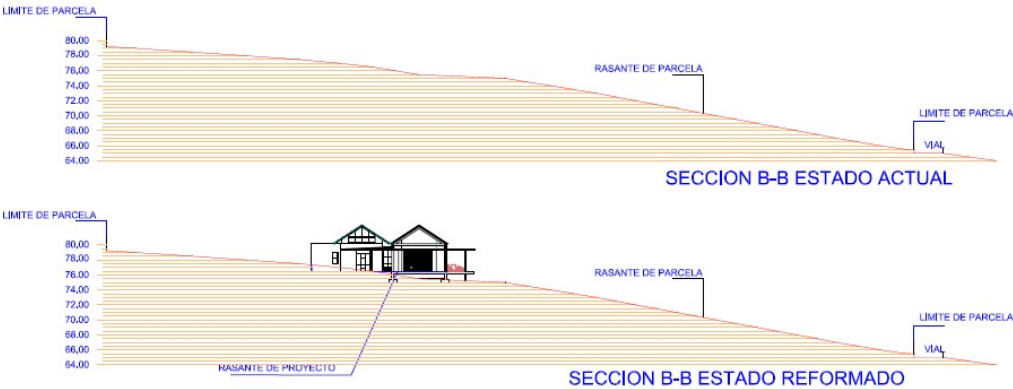 LIMITE DE PARCELA
80.00
78.00
76.00
74.00
72.00
70,00
68.00
66.00
64.00
RASANTE DE PARCELA
LIMITE DE PARCELA
VIAL
SECCION B-B ESTADO ACTUAL
LIMITE DE PARCELA
80,00
78.00
76.00
74,00
72,00
70,00
68.00
66,00
64,00
RASANTE DE PARCELA
LIMITE DE PARCELA
VIAL
RASANTE DE PROYECTO
SECCION B-B ESTADO REFORMADO